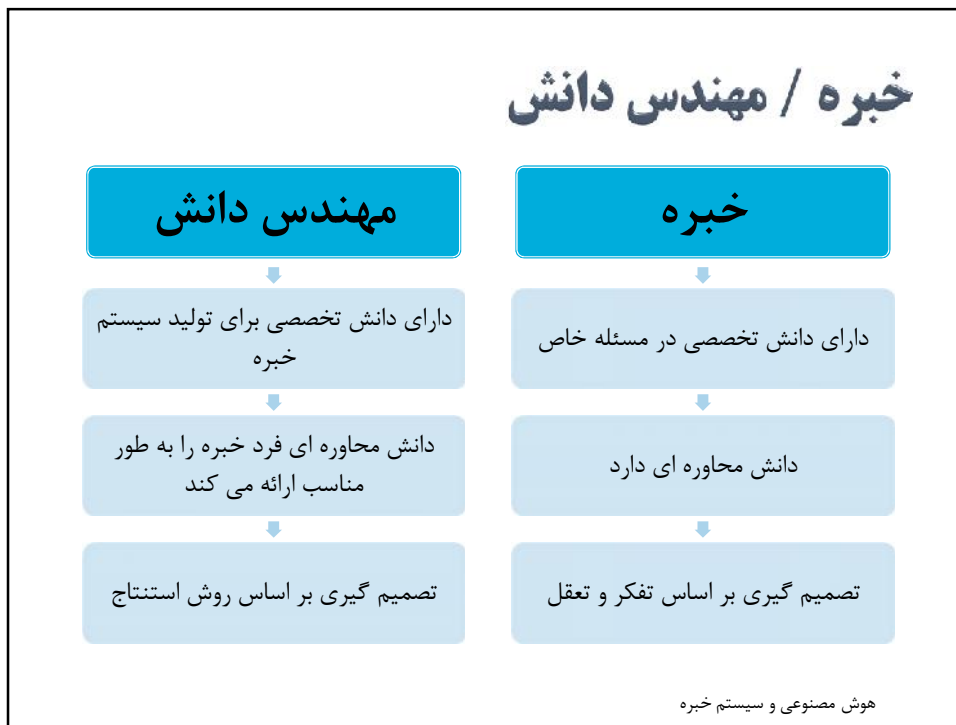 خبره / مهندس دانش
خبره
دارای دانش تخصصی در مسئله خاص
دانش محاوره ای دارد
تصمیم گیری بر اساس تفکر و تعقل
مهندس دانش
دارای دانش تخصصی برای تولید سیستم
خبره
دانش محاوره ای فرد خبره را به طور
مناسب ارائه می کند
تصمیم گیری بر اساس روش استنتاج
هوش مصنوعی و سیستم خبره